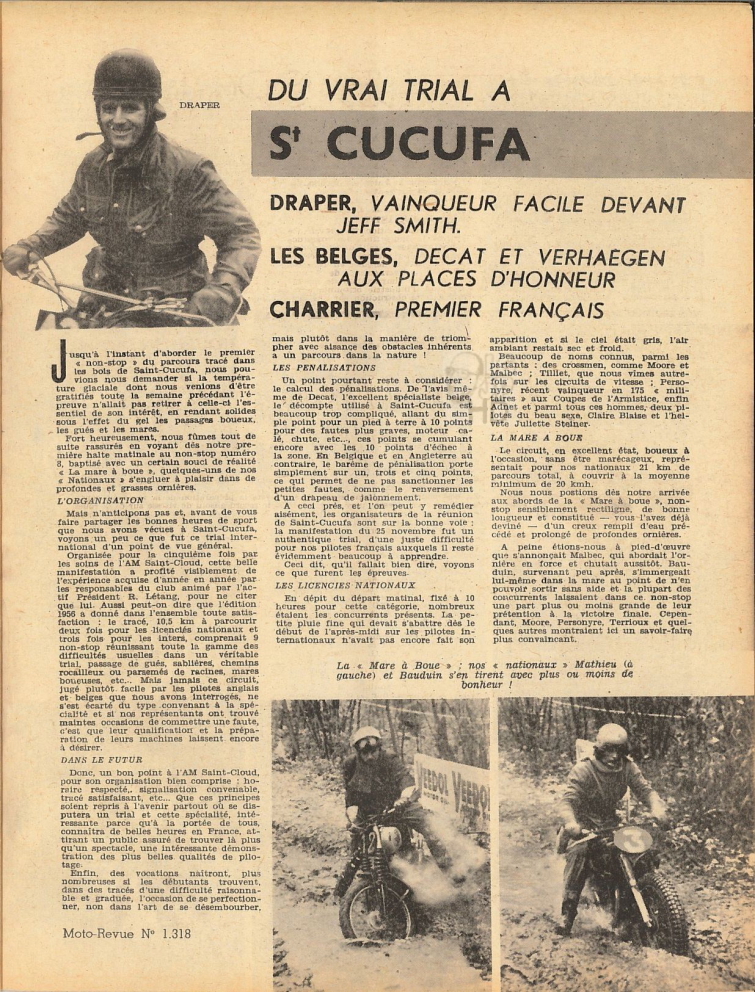 DRAPER
DU VRAI TRIAL A
St CUCUFA
DRAPER, VAINQUEUR FACILE DEVANT
JEFF SMITH.
LES BELGES, DECAT ET VERHAEGEN
AUX PLACES D'HONNEUR
CHARRIER, PREMIER FRANÇAIS
Jusqu'à l'instant d'aborder le premier
« non-stop » du parcours tracé dans
les bois de Saint-Cucufa, nous pou-
vions nous demander si la tempéra-
ture glaciale dont nous venions d'être
gratifiés toute la semaine précédant l'é-
preuve n'allait pas retirer à celle-ci l'es-
sentiel de son intérêt, en rendant solides
sous l'effet du gel les passages boueux,
les gués et les mares.
Fort heureusement, nous fûmes tout de
suite rassurés en voyant dès notre pre-
mière halte matinale au non-stop numéro
8, baptisé avec un certain souci de réalité
« La mare à boue », quelques-uns de nos
« Nationaux » s'engluer à plaisir dans de
profondes et grasses ornières.
L'ORGANISATION
Mais n'anticipons pas et, avant de vous
faire partager les bonnes heures de sport
que nous avons vécues à Saint-Cucufa,
voyons un peu ce que fut ce trial inter-
national d'un point de vue général.
Organisée pour la cinquième fois par
les soins de l'AM Saint-Cloud, cette belle
manifestation a profité visiblement de
l'expérience acquise d'année en année par
les responsables du club animé par l'ac-
tif Président R. Létang, pour ne citer
que lui. Aussi peut-on dire que l'édition
1956 a donné dans l'ensemble toute satis-
faction : le tracé, 10,5 km à parcourir
deux fois pour les licenciés nationaux et
trois fois pour les inters, comprenait 9
non-stop réunissant toute la gamme des
difficultés usuelles dans un véritable
trial, passage de gués, sablières, chemins
rocailleux ou parsemés de racines, mares
boueuses, etc... Mais jamais ce circuit,
jugé plutôt facile par les pilotes anglais
et belges que nous avons interrogés, ne
s'est écarté du type convenant à la spé-
cialité et si nos représentants ont trouvé
maintes occasions de commettre une faute,
c'est que leur qualification et la prépa-
ration de leurs machines laissent encore
à désirer.
DANS LE FUTUR
Donc, un bon point à l'AM Saint-Cloud,
pour son organisation bien comprise : ho-
raire respecté, signalisation convenable,
tracé satisfaisant, etc... Que ces principes
soient repris à l'avenir partout où se dis-
putera un trial et cette spécialité, inté-
ressante parce qu'à la portée de tous,
connaîtra de belles heures en France, at-
tirant un public assuré de trouver là plus
qu'un spectacle, une intéressante démons-
tration des plus belles qualités de pilo-
tage.
Enfin, des vocations naîtront, plus
nombreuses si les débutants trouvent,
dans des tracés d'une difficulté raisonna-
ble et graduée, l'occasion de se perfection-
ner, non dans l'art de se désembourber,
mais plutôt dans la manière de triom-
pher avec aisance des obstacles inhérents
à un parcours dans la nature !
LES PENALISATIONS
Un point pourtant reste à considérer :
le calcul des pénalisations. De l'avis mê-
me de Decat, l'excellent spécialiste belge,
le décompte utilisé à Saint-Cucufa est
beaucoup trop compliqué, allant du sim-
ple point pour un pied à terre à 10 points
pour des fautes plus graves, moteur ca-
lé, chute, etc..., ces points se cumulant
encore avec les 10 points d'échec à
la zone. En Belgique et en Angleterre au
contraire, le barème de pénalisation porte
simplement sur un, trois et cinq points,
ce qui permet de ne pas sanctionner les
petites fautes, comme le renversement
d'un drapeau de jalonnement.
A ceci près, et l'on peut y remédier
aisément, les organisateurs de la réunion
de Saint-Cucufa sont sur la bonne voie :
la manifestation du 25 novembre fut un
authentique trial, d'une juste difficulté
pour nos pilotes français auxquels il reste
évidemment beaucoup à apprendre.
Ceci dit, qu'il fallait bien dire, voyons
ce que furent les épreuves.
LES LICENCIES NATIONAUX
En dépit du départ matinal, fixé à 10
heures pour cette catégorie, nombreux
étaient les concurrents présents. La pe-
tite pluie fine qui devait s'abattre dès le
début de l'après-midi sur les pilotes in-
ternationaux n'avait pas encore fait son
apparition et si le ciel était gris, l'air
ambiant restait sec et froid.
Beaucoup de noms connus, parmi les
partants : des crossmen, comme Moore et
Malbec ; Tilliet, que nous vîmes autre-
fois sur les circuits de vitesse ; Perso-
nyre, récent vainqueur en 175 « mili-
taires » aux Coupes de l'Armistice, enfin
Adnet et parmi tous ces hommes, deux pi-
lotes du beau sexe, Claire Blaise et l'hel-
vète Juliette Steiner.
LA MARE A BOUE
Le circuit, en excellent état, boueux à
l'occasion, sans être marécageux, repré-
sentait pour nos nationaux 21 km de
parcours total, à couvrir à la moyenne
minimum de 20 kmh.
Nous nous postions dès notre arrivée
aux abords de la « Mare à boue », non-
stop sensiblement rectiligne, de bonne
longueur et constitué — vous l'avez déjà
deviné — d'un creux rempli d'eau pré-
cédé et prolongé de profondes ornières.
A peine étions-nous à pied-d'œuvre
que s'annonçait Malbec, qui abordait l'or-
nière en force et chutait aussitôt. Bau-
duin, survenant peu après, s'immergeait
lui-même dans la mare au point de n'en
pouvoir sortir sans aide et la plupart des
concurrents laissaient dans ce non-stop
une part plus ou moins grande de leur
prétention à la victoire finale. Cepen-
dant, Moore, Personyre, Terrioux et quel-
ques autres montraient ici un savoir-faire
plus convaincant.
La « Mare à Boue » ; nos « nationaux » Mathieu (à
gauche) et Bauduin s'en tirent avec plus ou moins de
bonheur !
VEEDOL
VEEDOL
Moto-Revue Nº 1.318